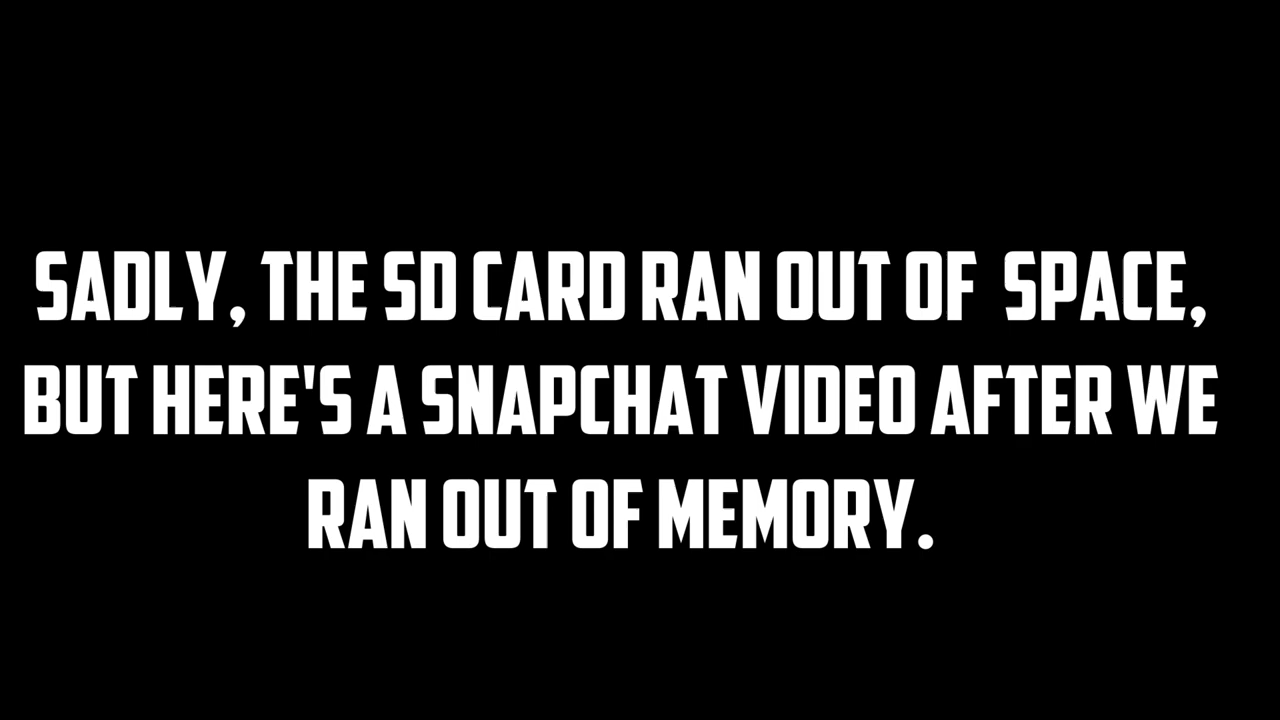 SADLY, THE SD CARD RAN OUT OF  SPACE,
BUT HERE'S A SNAPCHAT VIDEO AFTER WE
RAN OUT OF MEMORY.